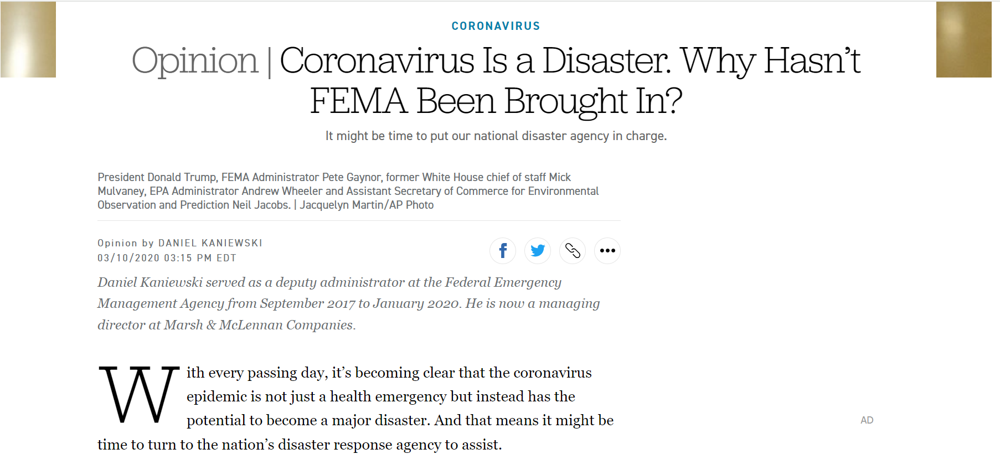 CORONAVIRUS
Opinion | Coronavirus Is a Disaster. Why Hasn’t
FEMA Been Brought In?
It might be time to put our national disaster agency in charge.
President Donald Trump, FEMA Administrator Pete Gaynor, former White House chief of staff Mick
Mulvaney, EPA Administrator Andrew Wheeler and Assistant Secretary of Commerce for Environmental
Observation and Prediction Neil Jacobs. | Jacquelyn Martin/AP Photo
Opinion by DANIEL KANIEWSKI
03/10/2020 03:15 PM EDT
Daniel Kaniewski served as a deputy administrator at the Federal Emergency
Management Agency from September 2017 to January 2020. He is now a managing
director at Marsh & McLennan Companies.
With every passing day, it’s becoming clear that the coronavirus
epidemic is not just a health emergency but instead has the
potential to become a major disaster. And that means it might be
time to turn to the nation’s disaster response agency to assist.
AD